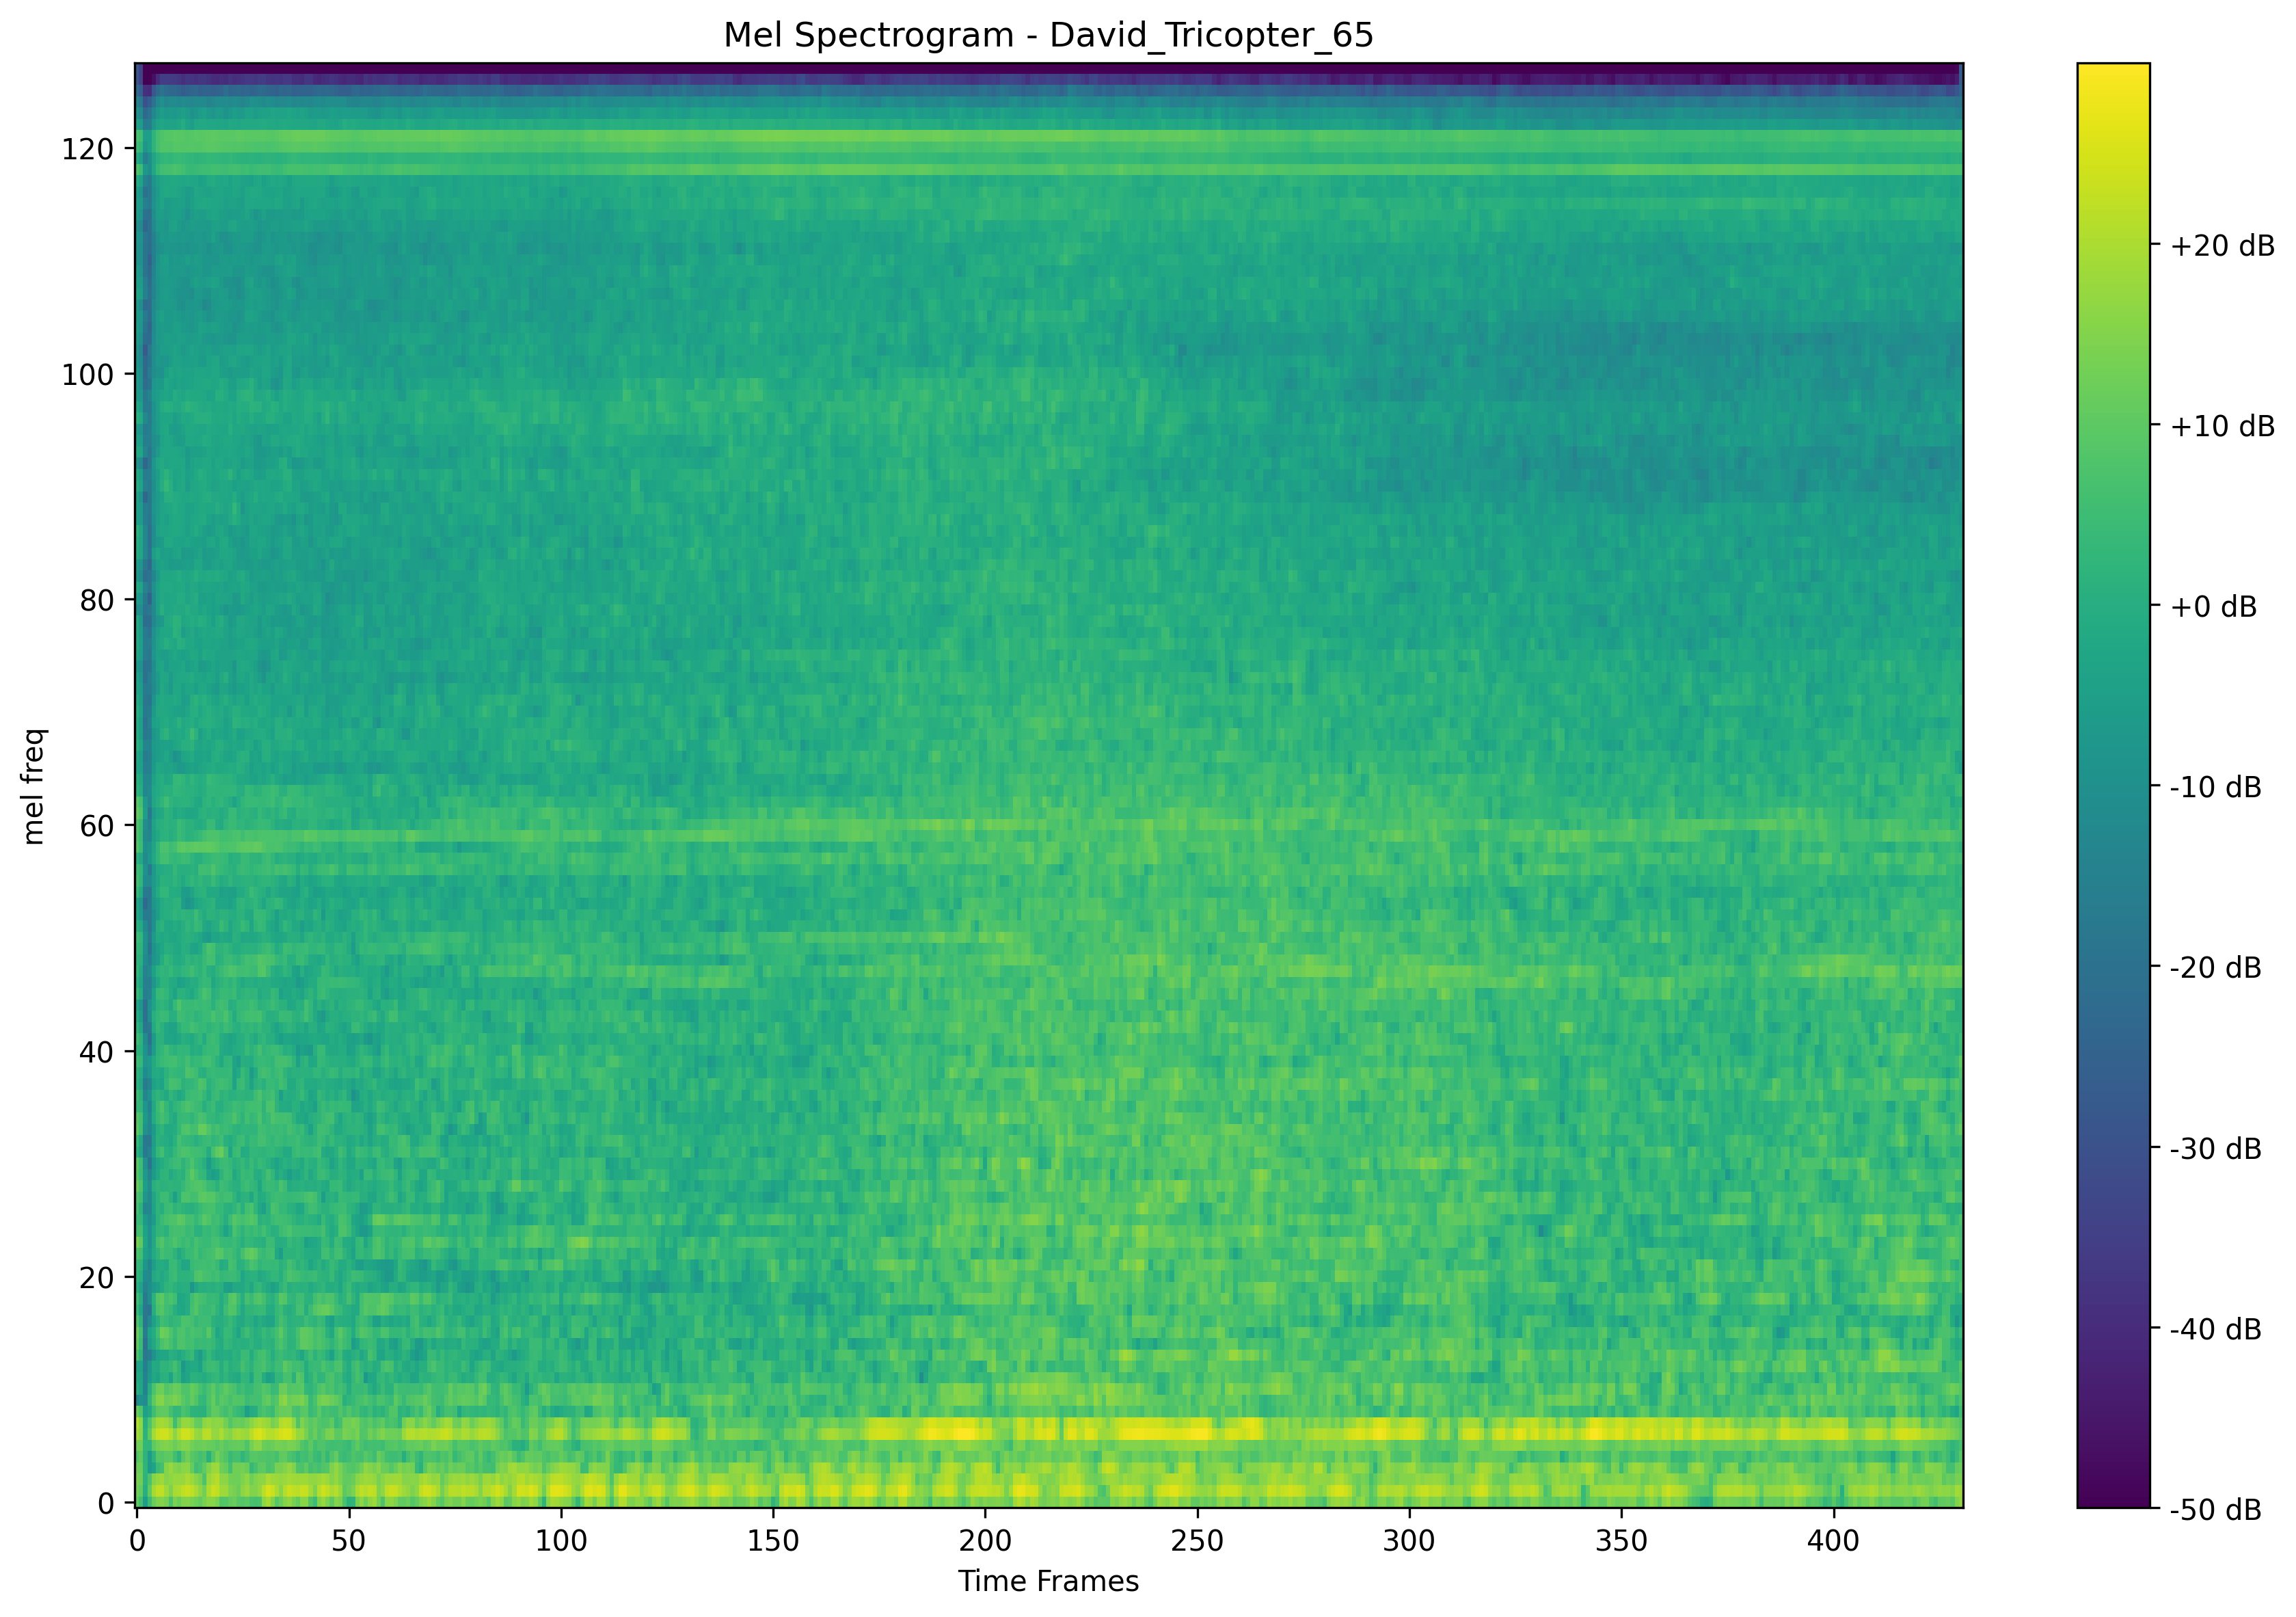 Mel Spectrogram - David_Tricopter_65
mel freq
120
100
80
60
40
20
0
0 50 100 150 200 250 300 350 400
Time Frames
+20 dB
+10 dB
+0 dB
-10 dB
-20 dB
-30 dB
-40 dB
-50 dB